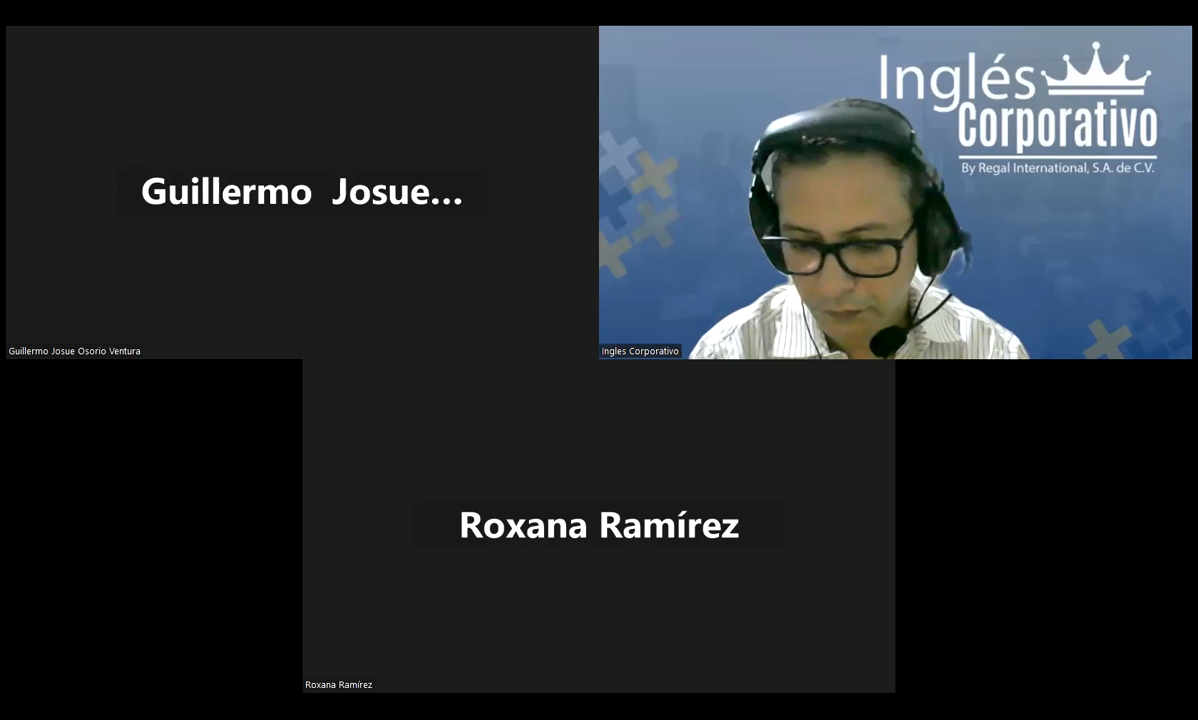 Guillermo Josue...
Guillermo Josue Osorio Ventura
Inglés
Corporativo
By Regal International, S.A. de C.V.
Ingles Corporativo
Roxana Ramírez
Roxana Ramírez